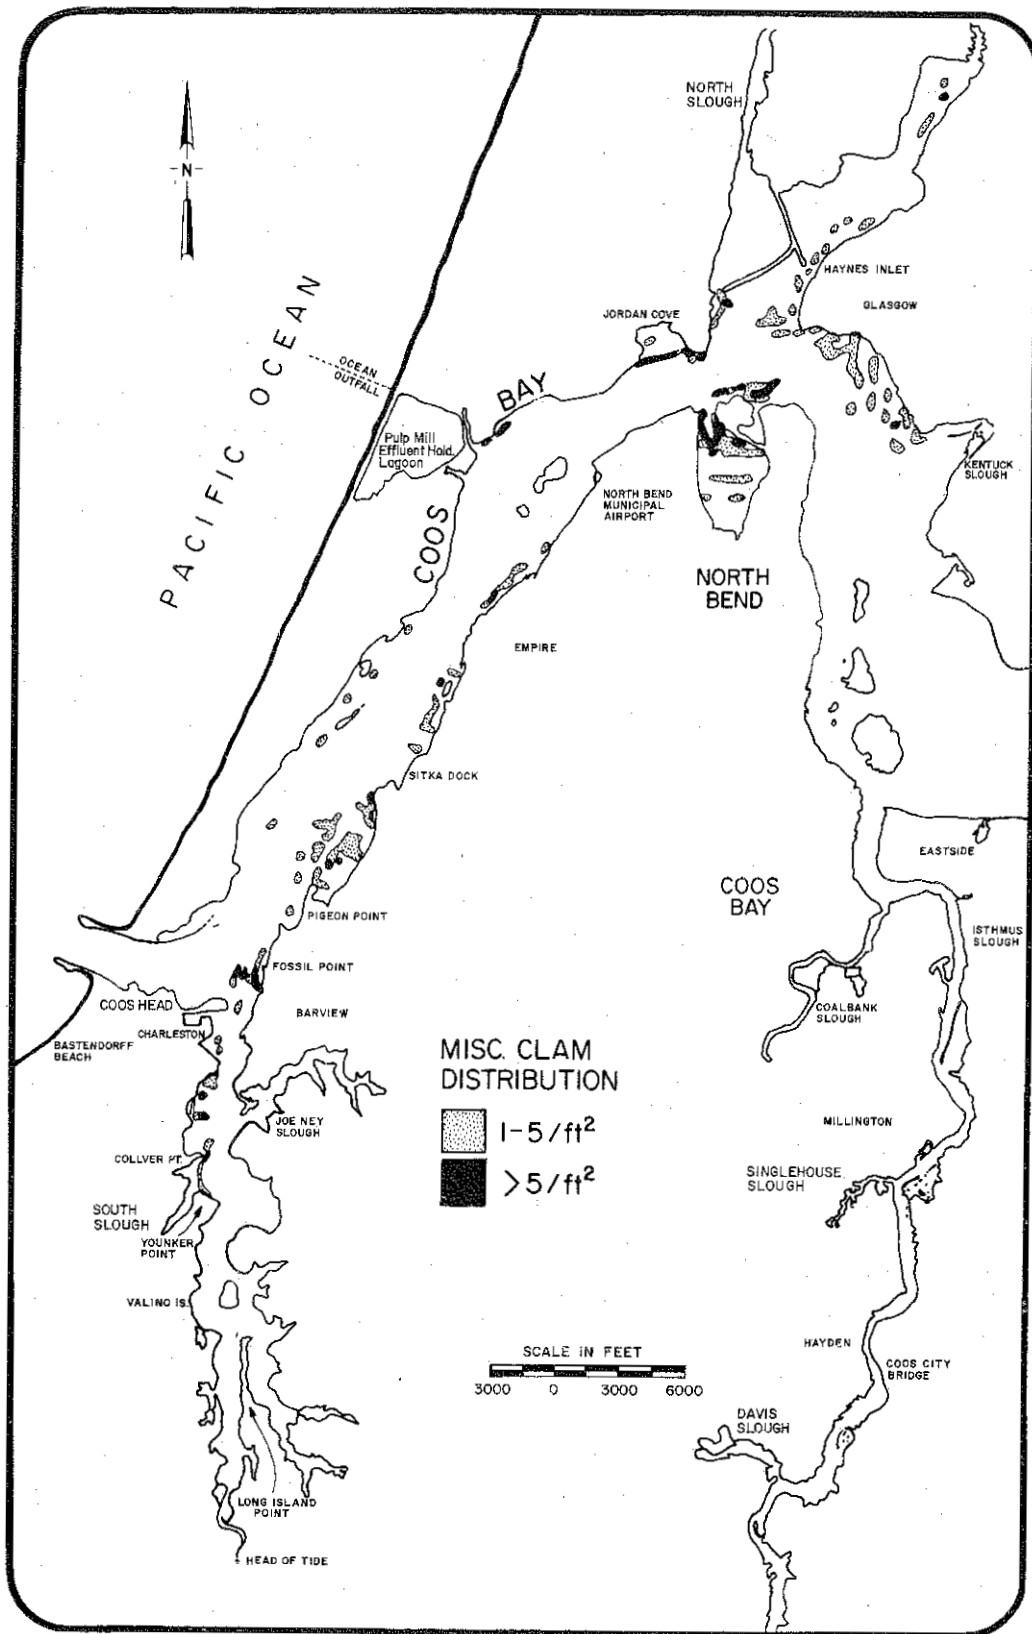 NORTH
SLOUGH
N
HAYNES INLET
GLASGOW
JORDAN COVE
PACIFIC OCEAN
OCEAN
OUTFALL
COOS BAY
Pulp Mill
Effluent Hold.
Lagoon
KENTUCK
SLOUGH
NORTH BEND
MUNICIPAL
AIRPORT
NORTH
BEND
EMPIRE
SITKA DOCK
EASTSIDE
COOS
BAY
PIGEON POINT
ISTHMUS
SLOUGH
FOSSIL POINT
COOS HEAD
BARVIEW
COALBANK
SLOUGH
CHARLESTON
BASTENDORFF
BEACH
MISC. CLAM
DISTRIBUTION
1-5/ft²
>5/ft²
JOE NEY
SLOUGH
MILLINGTON
COLLVER PT.
SINGLEHOUSE
SLOUGH
SOUTH
SLOUGH
YOUNKER
POINT
VALINO IS.
HAYDEN
COOS CITY
BRIDGE
SCALE IN FEET
3000 0 3000 6000
DAVIS
SLOUGH
LONG ISLAND
POINT
HEAD OF TIDE